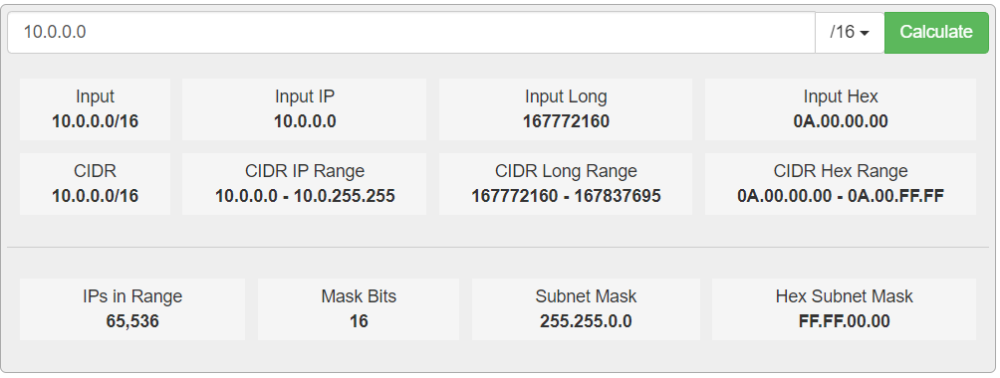 10.0.0.0 /16 Calculate
Input Input IP Input Long Input Hex
10.0.0.0/16 10.0.0.0 167772160 0A.00.00.00
CIDR CIDR IP Range CIDR Long Range CIDR Hex Range
10.0.0.0/16 10.0.0.0 - 10.0.255.255 167772160 - 167837695 0A.00.00.00 - 0A.00.FF.FF
IPs in Range Mask Bits Subnet Mask Hex Subnet Mask
65,536 16 255.255.0.0 FF.FF.00.00